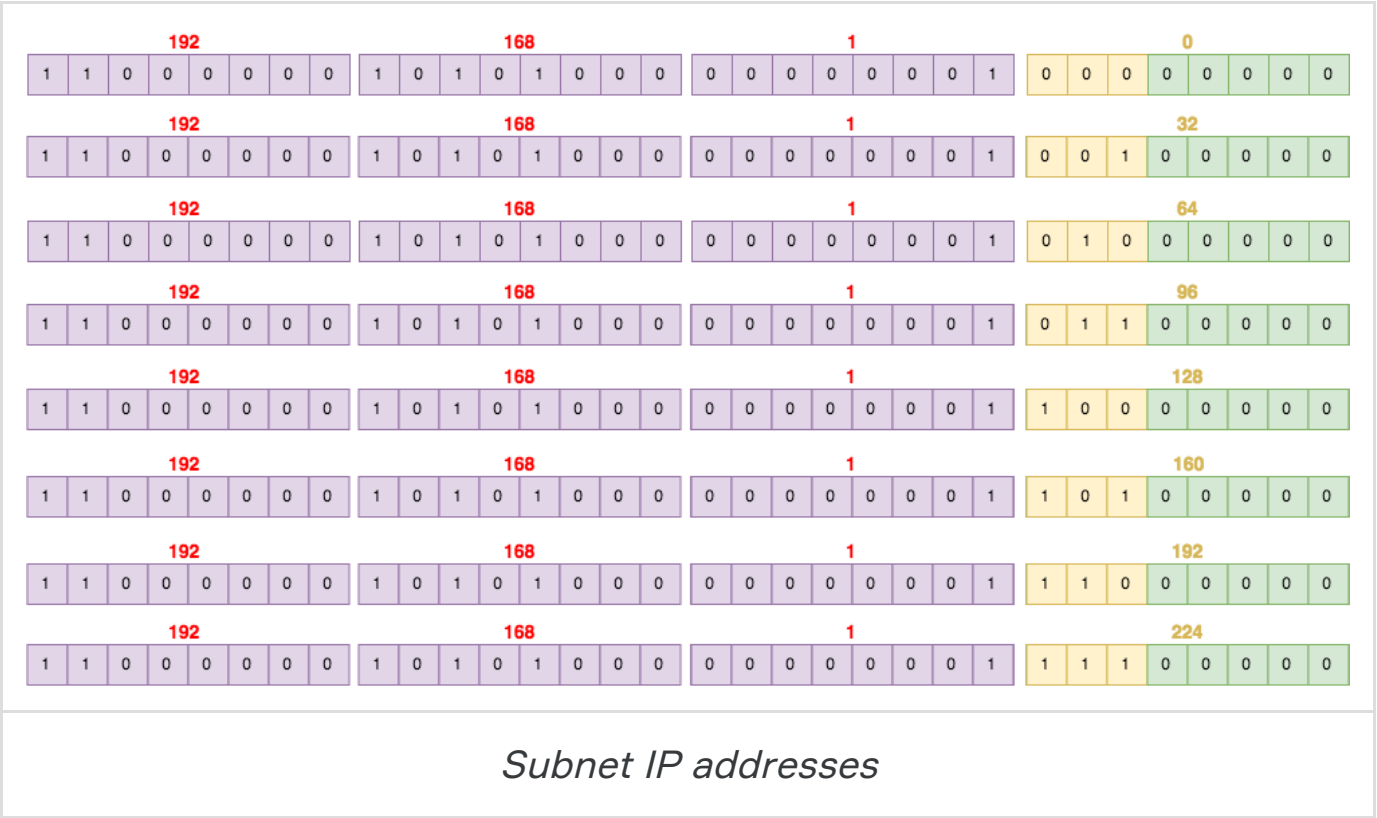 192 168 1 0
1 1 0 0 0 0 0 0 1 0 1 0 1 0 0 0 0 0 0 0 0 0 0 1 0 0 0 0 0 0 0 0
192 168 1 32
1 1 0 0 0 0 0 0 1 0 1 0 1 0 0 0 0 0 0 0 0 0 0 1 0 0 1 0 0 0 0 0
192 168 1 64
1 1 0 0 0 0 0 0 1 0 1 0 1 0 0 0 0 0 0 0 0 0 0 1 0 1 0 0 0 0 0 0
192 168 1 96
1 1 0 0 0 0 0 0 1 0 1 0 1 0 0 0 0 0 0 0 0 0 0 1 0 1 1 0 0 0 0 0
192 168 1 128
1 1 0 0 0 0 0 0 1 0 1 0 1 0 0 0 0 0 0 0 0 0 0 1 1 0 0 0 0 0 0 0
192 168 1 160
1 1 0 0 0 0 0 0 1 0 1 0 1 0 0 0 0 0 0 0 0 0 0 1 1 0 1 0 0 0 0 0
192 168 1 192
1 1 0 0 0 0 0 0 1 0 1 0 1 0 0 0 0 0 0 0 0 0 0 1 1 1 0 0 0 0 0 0
192 168 1 224
1 1 0 0 0 0 0 0 1 0 1 0 1 0 0 0 0 0 0 0 0 0 0 1 1 1 1 0 0 0 0 0
Subnet IP addresses